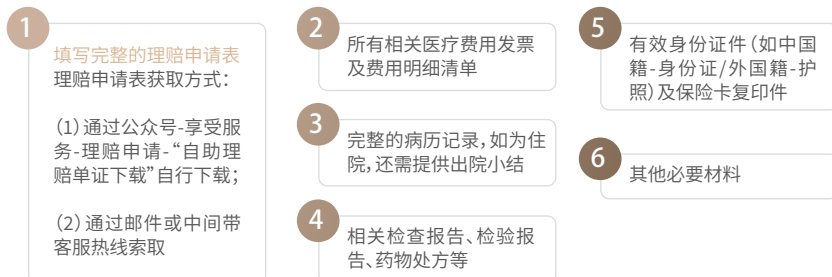 1
填写完整的理赔申请表
理赔申请表获取方式：
（1）通过公众号-享受服
务-理赔申请-“自助理
赔单证下载”自行下载；
（2）通过邮件或中间带
客服热线索取
2
所有相关医疗费用发票
及费用明细清单
3
完整的病历记录，如为住
院，还需提供出院小结
4
相关检查报告、检验报
告、药物处方等
5
有效身份证件（如中国
籍-身份证/外国籍-护
照）及保险卡复印件
6
其他必要材料